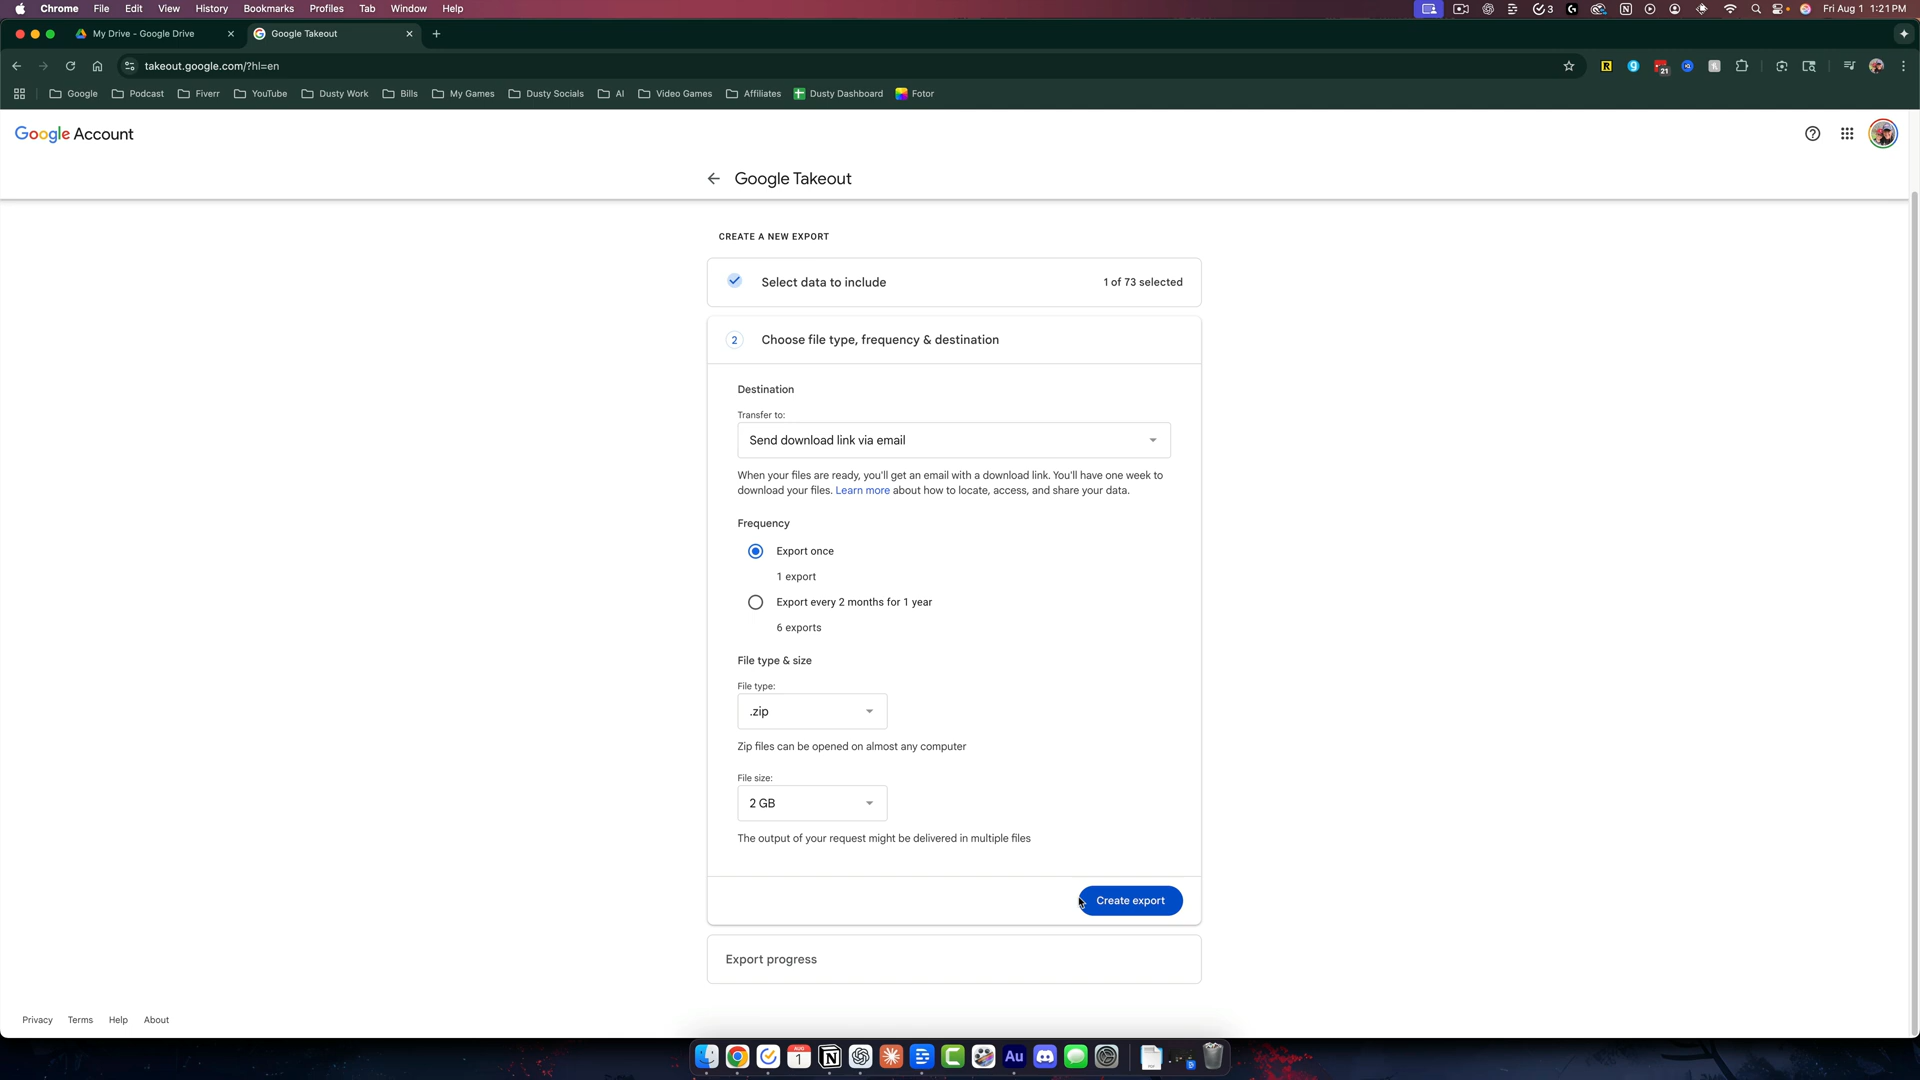 Chrome File Edit View History Bookmarks Profiles Tab Window Help 3 Fri Aug 1 1:21 PM
My Drive - Google Drive Google Takeout
takeout.google.com/?hl=en 21
Google Podcast Fiverr YouTube Dusty Work Bills My Games Dusty Socials AI Video Games Affiliates Dusty Dashboard Fotor
Google Account
Google Takeout
CREATE A NEW EXPORT
Select data to include 1 of 73 selected
2 Choose file type, frequency & destination
Destination
Transfer to:
Send download link via email
When your files are ready, you'll get an email with a download link. You'll have one week to
download your files. Learn more about how to locate, access, and share your data.
Frequency
Export once
1 export
Export every 2 months for 1 year
6 exports
File type & size
File type:
.zip
Zip files can be opened on almost any computer
File size:
2 GB
The output of your request might be delivered in multiple files
Create export
Export progress
Privacy Terms Help About
AUG 1 Au